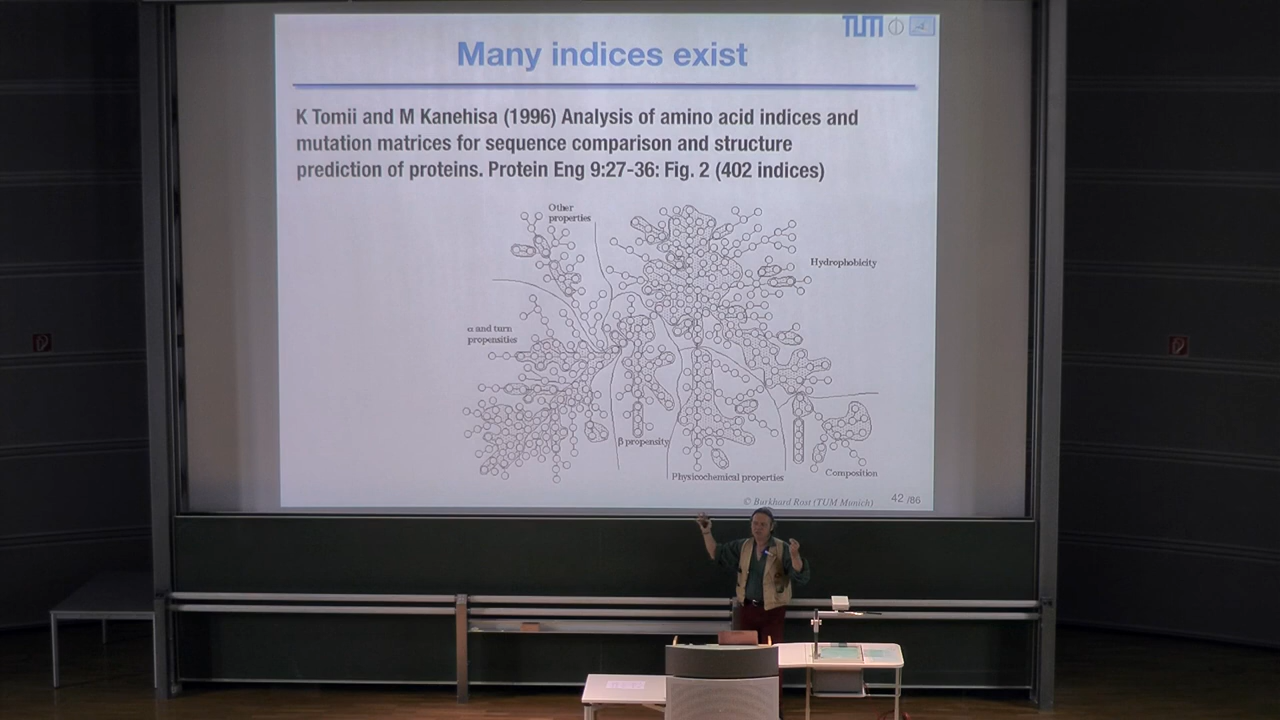 TUM
Many indices exist
K Tomii and M Kanehisa (1996) Analysis of amino acid indices and
mutation matrices for sequence comparison and structure
prediction of proteins. Protein Eng 9:27-36: Fig. 2 (402 indices)
Other
properties
Hydrophobicity
α and turn
propensities
β propensity
Composition
Physicochemical properties
© Burkhard Rost (TUM Munich)
42 /86